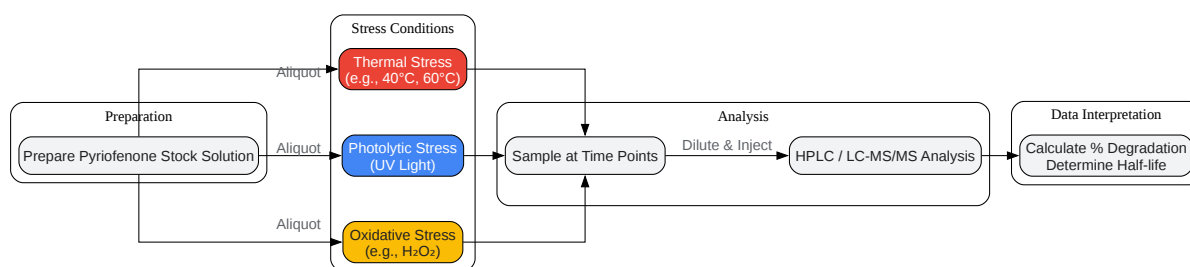 Stress Conditions
Thermal Stress
(e.g., 40°C, 60°C)
Aliquot
Preparation
Prepare Pyriofenone Stock Solution
Aliquot
Photolytic Stress
(UV Light)
Analysis
Sample at Time Points
Dilute & Inject
HPLC / LC-MS/MS Analysis
Data Interpretation
Calculate % Degradation
Determine Half-life
Aliquot
Oxidative Stress
(e.g., H₂O₂)